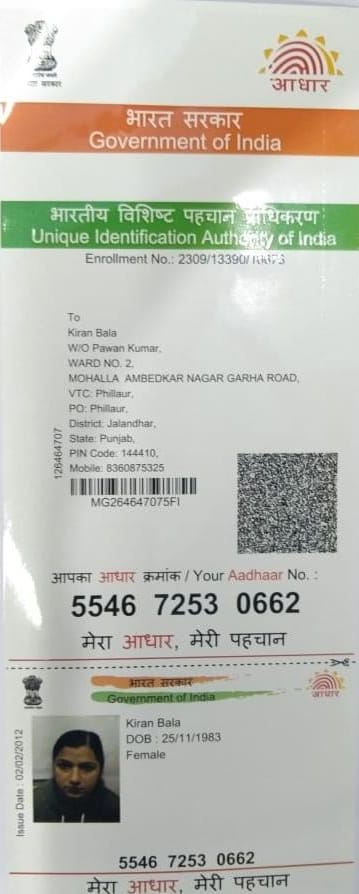 आधार
भारत सरकार
Government of India
भारतीय विशिष्ट पहचान प्राधिकरण
Unique Identification Authority of India
Enrollment No.: 2309/13390/
To
Kiran Bala
W/O Pawan Kumar,
WARD NO. 2,
MOHALLA AMBEDKAR NAGAR GARHA ROAD,
VTC: Phillaur,
PO: Phillaur,
District: Jalandhar,
State: Punjab,
PIN Code: 144410,
Mobile: 8360875325
126464707
MG264647075FI
आपका आधार क्रमांक / Your Aadhaar No. :
5546 7253 0662
मेरा आधार, मेरी पहचान
भारत सरकार
Government of India
आधार
Kiran Bala
DOB : 25/11/1983
Female
Issue Date : 02/02/2012
5546 7253 0662
मेरा आधार, मेरी पहचान